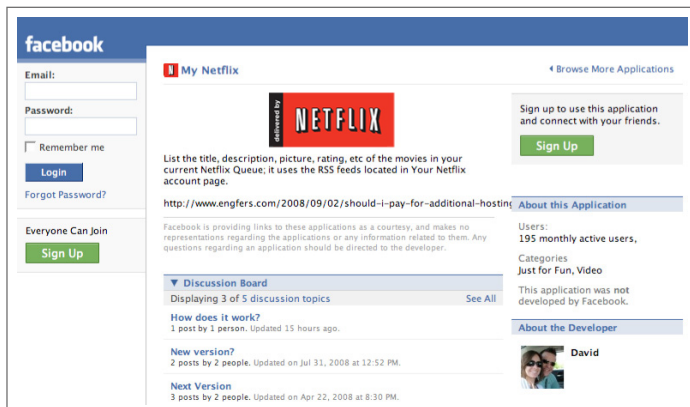 facebook
Email:
Password:
Remember me
Login
Forgot Password?
Everyone Can Join
Sign Up
N My Netflix
Browse More Applications
delivered by
NETFLIX
List the title, description, picture, rating, etc of the movies in your
current Netflix Queue; it uses the RSS feeds located in Your Netflix
account page.
http://www.engfers.com/2008/09/02/should-i-pay-for-additional-hosting
Facebook is providing links to these applications as a courtesy, and makes no
representations regarding the applications or any information related to them. Any
questions regarding an application should be directed to the developer.
Discussion Board
Displaying 3 of 5 discussion topics
See All
How does it work?
1 post by 1 person. Updated 15 hours ago.
New version?
2 posts by 2 people. Updated on Jul 31, 2008 at 12:52 PM.
Next Version
3 posts by 2 people. Updated on Apr 22, 2008 at 8:30 PM.
Sign up to use this application
and connect with your friends.
Sign Up
About this Application
Users:
195 monthly active users,
Categories
Just for Fun, Video
This application was not
developed by Facebook.
About the Developer
David